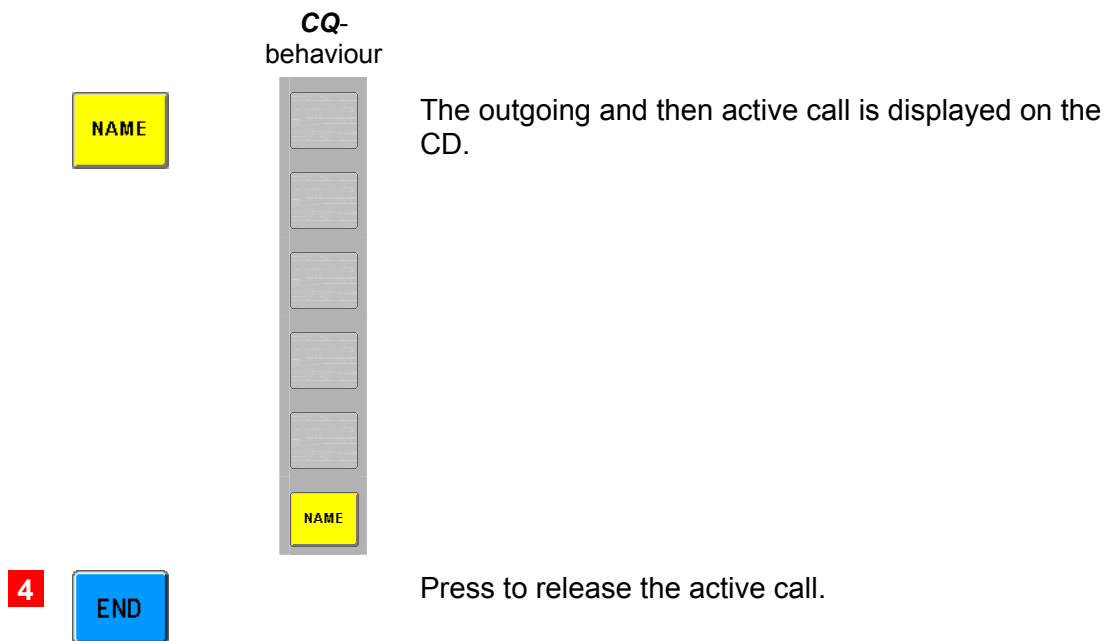 CQ-
behaviour
NAME
The outgoing and then active call is displayed on the
CD.
NAME
4
END
Press to release the active call.